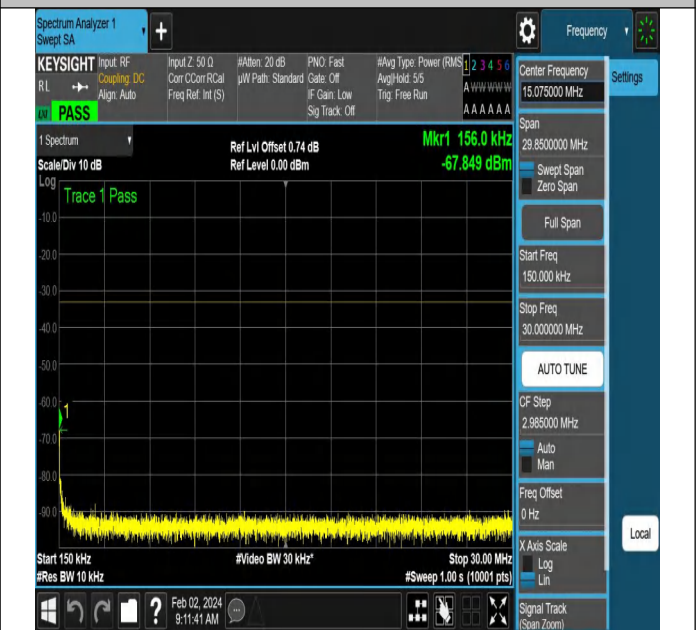 Spectrum Analyzer 1
Swept SA
+
Frequency
KEYSIGHT
RL
PASS
Input: RF
Coupling: DC
Align: Auto
Input Z: 50 Ω
Corr CCorr RCal
Freq Ref: Int (S)
#Atten: 20 dB
µW Path: Standard
PNO: Fast
Gate: Off
IF Gain: Low
Sig Track: Off
#Avg Type: Power (RMS)
Avg|Hold: 5/5
Trig: Free Run
1 2 3 4 5 6
A W W W W W
A A A A A A
1 Spectrum
Scale/Div 10 dB
Ref Lvl Offset 0.74 dB
Ref Level 0.00 dBm
Mkr1 156.0 kHz
-67.849 dBm
Log
Trace 1 Pass
-10.0
-20.0
-30.0
-40.0
-50.0
-60.0
1
-70.0
-80.0
-90.0
Start 150 kHz
#Res BW 10 kHz
#Video BW 30 kHz*
Stop 30.00 MHz
#Sweep 1.00 s (10001 pts)
Feb 02, 2024
9:11:41 AM
Center Frequency
15.075000 MHz
Settings
Span
29.8500000 MHz
Swept Span
Zero Span
Full Span
Start Freq
150.000 kHz
Stop Freq
30.000000 MHz
AUTO TUNE
CF Step
2.985000 MHz
Auto
Man
Freq Offset
0 Hz
X Axis Scale
Log
Lin
Local
Signal Track
(Span Zoom)